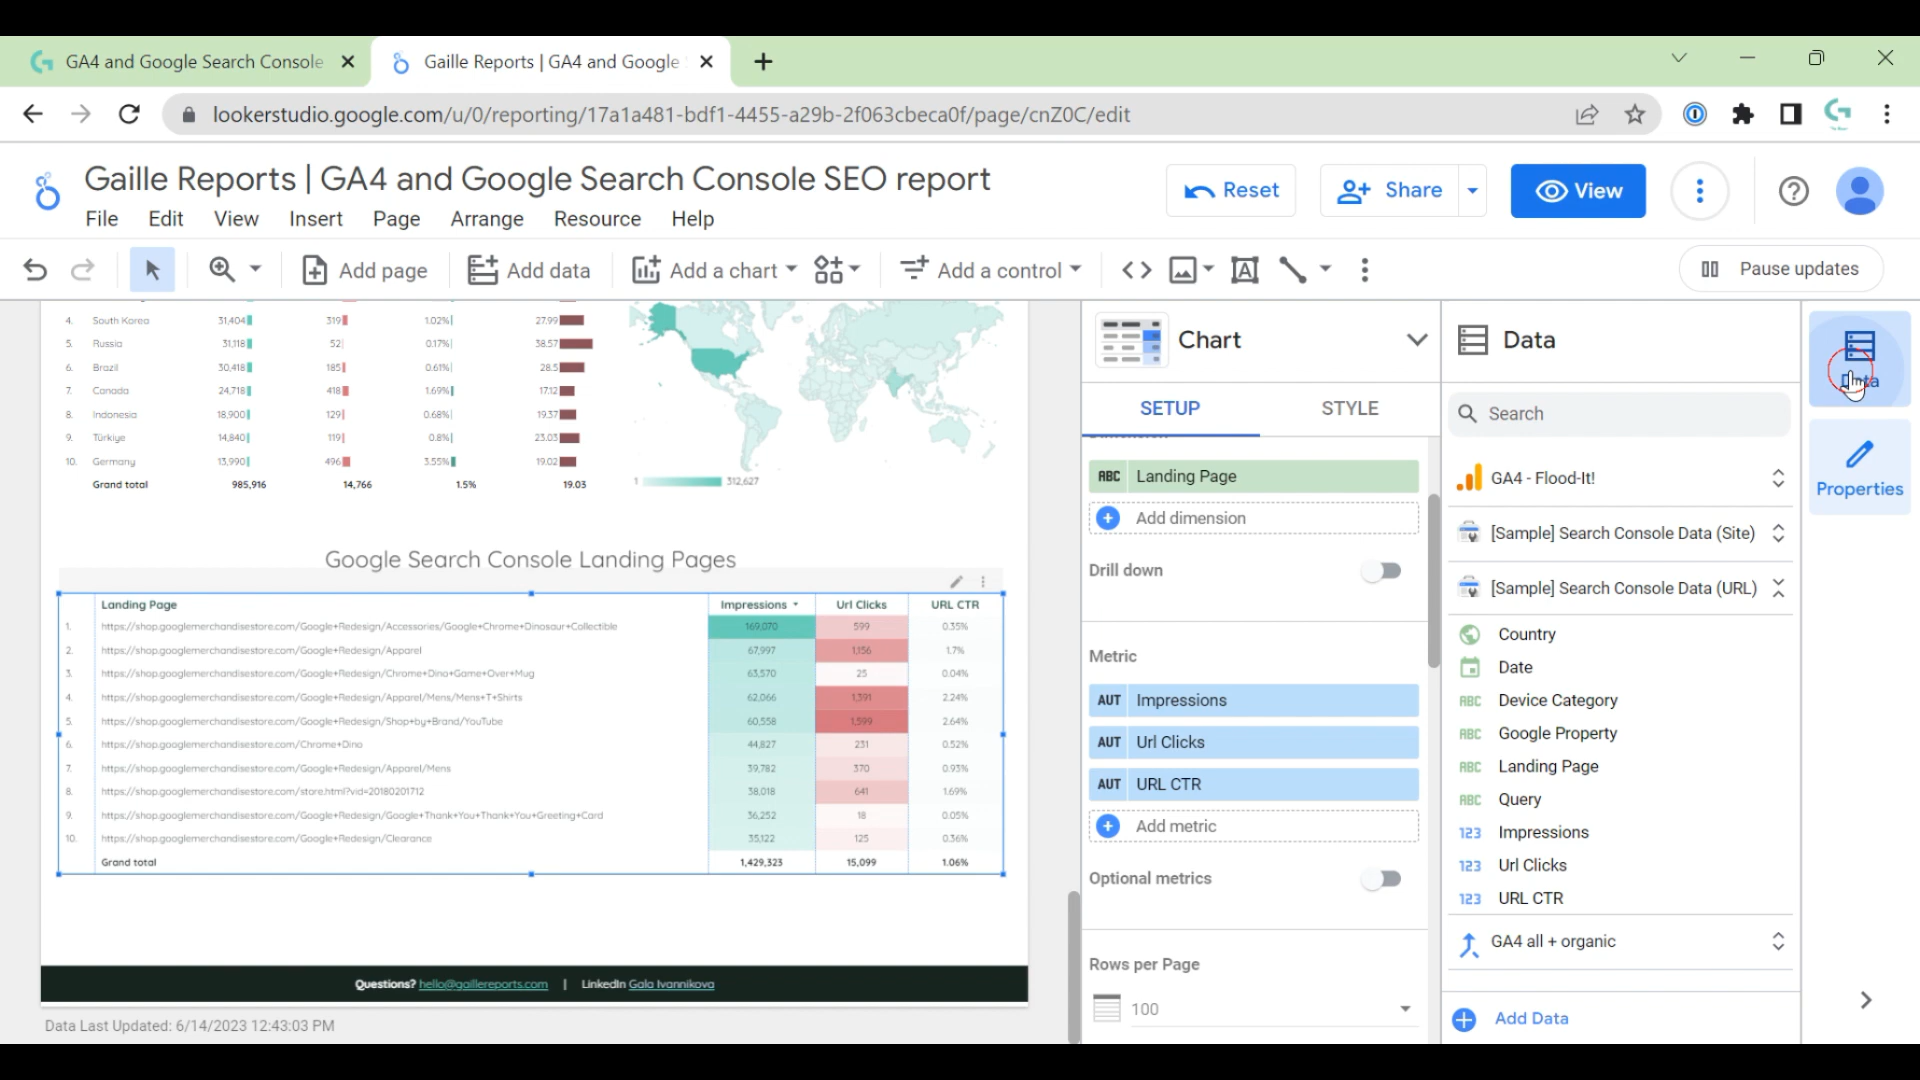 GA4 and Google Search Console
Gaille Reports | GA4 and Google
lookerstudio.google.com/u/0/reporting/17a1a481-bdf1-4455-a29b-2f063cbeca0f/page/cnZ0C/edit
Gaille Reports | GA4 and Google Search Console SEO report
Reset
Share
View
File Edit View Insert Page Arrange Resource Help
Add page
Add data
Add a chart
Add a control
Pause updates
4. South Korea 31,404 319 1.02% 27.99
5. Russia 31,118 52 0.17% 38.57
6. Brazil 30,418 185 0.61% 28.5
7. Canada 24,718 418 1.69% 17.12
8. Indonesia 18,900 129 0.68% 19.37
9. Türkiye 14,840 119 0.8% 23.03
10. Germany 13,990 496 3.55% 19.02
Grand total 985,916 14,766 1.5% 19.03
1 312,627
Google Search Console Landing Pages
Landing Page Impressions Url Clicks URL CTR
1. https://shop.googlemerchandisestore.com/Google+Redesign/Accessories/Google+Chrome+Dinosaur+Collectible 169,070 599 0.35%
2. https://shop.googlemerchandisestore.com/Google+Redesign/Apparel 67,997 1,156 1.7%
3. https://shop.googlemerchandisestore.com/Google+Redesign/Chrome+Dino+Game+Over+Mug 63,570 25 0.04%
4. https://shop.googlemerchandisestore.com/Google+Redesign/Apparel/Mens/Mens+T+Shirts 62,066 1,391 2.24%
5. https://shop.googlemerchandisestore.com/Google+Redesign/Shop+by+Brand/YouTube 60,558 1,599 2.64%
6. https://shop.googlemerchandisestore.com/Chrome+Dino 44,827 231 0.52%
7. https://shop.googlemerchandisestore.com/Google+Redesign/Apparel/Mens 39,782 370 0.93%
8. https://shop.googlemerchandisestore.com/store.html?vid=20180201712 38,018 641 1.69%
9. https://shop.googlemerchandisestore.com/Google+Redesign/Google+Thank+You+Thank+You+Greeting+Card 36,252 18 0.05%
10. https://shop.googlemerchandisestore.com/Google+Redesign/Clearance 35,122 125 0.36%
Grand total 1,429,323 15,099 1.06%
Questions? hello@gaillereports.com | LinkedIn Gala Ivannikova
Data Last Updated: 6/14/2023 12:43:03 PM
Chart
SETUP STYLE
Dimension
ABC Landing Page
Add dimension
Drill down
Metric
AUT Impressions
AUT Url Clicks
AUT URL CTR
Add metric
Optional metrics
Rows per Page
100
Data
Search
GA4 - Flood-It!
[Sample] Search Console Data (Site)
[Sample] Search Console Data (URL)
Country
Date
ABC Device Category
ABC Google Property
ABC Landing Page
ABC Query
123 Impressions
123 Url Clicks
123 URL CTR
GA4 all + organic
Add Data
Data
Properties